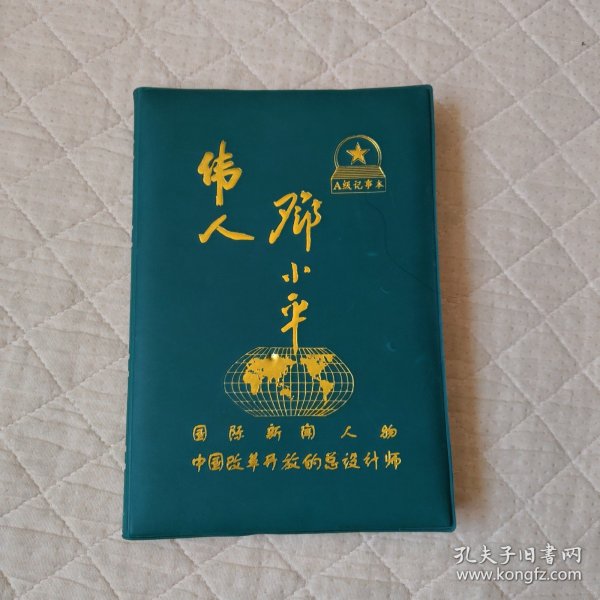 伟人
邓小平
A级记事本
国际新闻人物
中国改革开放的总设计师
孔夫子旧书网
www.kongfz.com